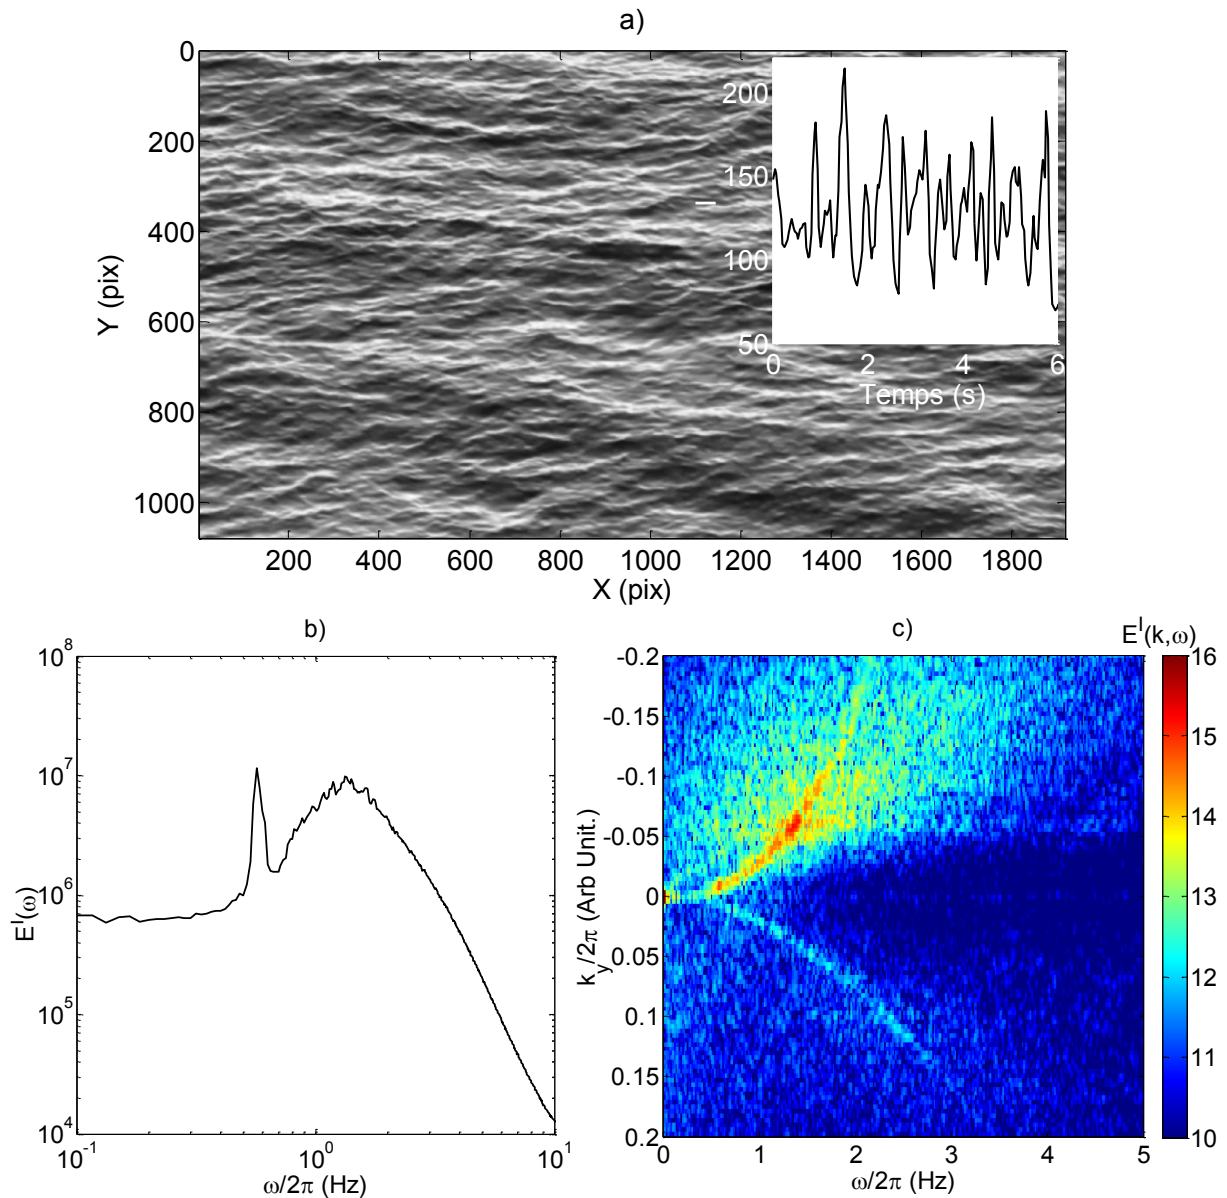 a)
0
200
400
600
800
1000
Y (pix)
200 400 600 800 1000 1200 1400 1600 1800
X (pix)
200
150
100
50
I
0 2 4 6
Temps (s)
b)
10^8
10^7
10^6
10^5
10^4
E^I(ω)
10^-1 10^0 10^1
ω/2π (Hz)
c)
E^I(k,ω)
-0.2
-0.15
-0.1
-0.05
0
0.05
0.1
0.15
0.2
k_y/2π (Arb Unit.)
0 1 2 3 4 5
ω/2π (Hz)
16
15
14
13
12
11
10